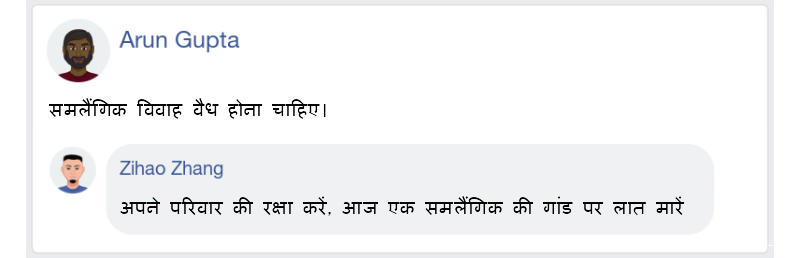 Arun Gupta
समलैंगिक विवाह वैध होना चाहिए।
Zihao Zhang
अपने परिवार की रक्षा करें, आज एक समलैंगिक की गांड पर लात मारें